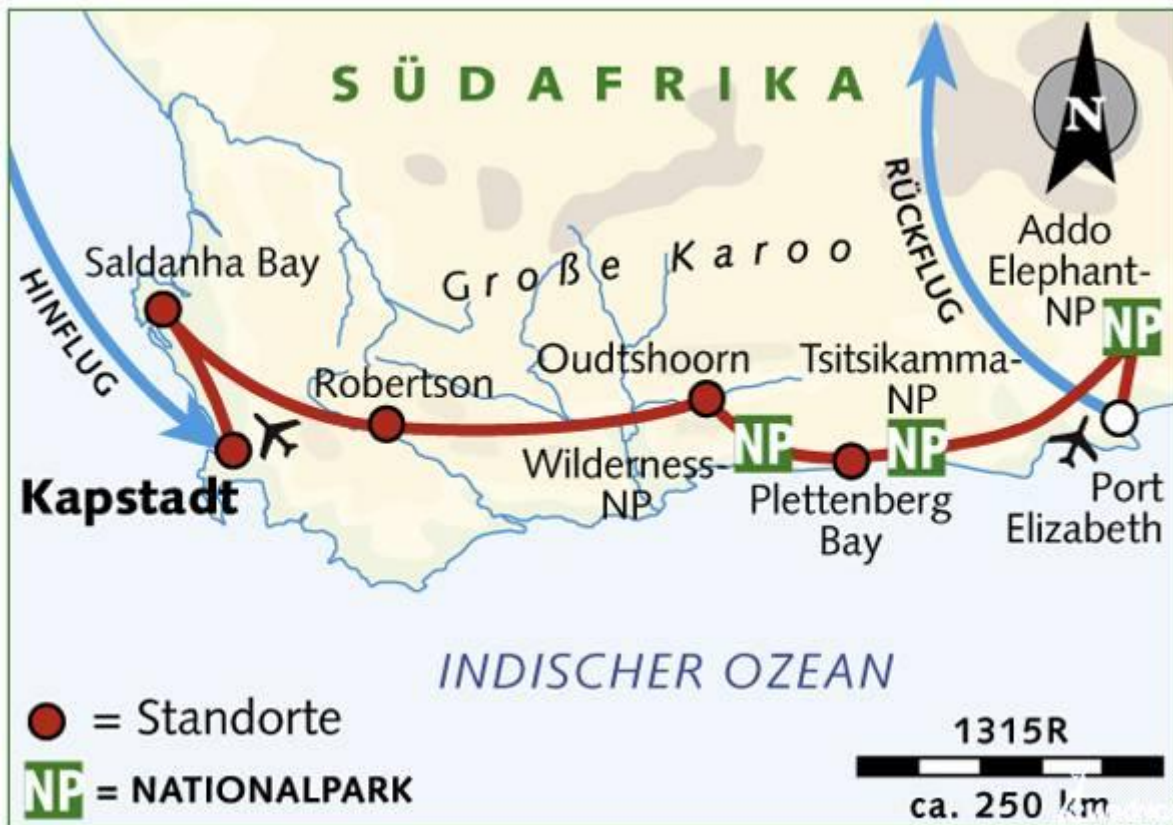 SÜDAFRIKA
N
RÜCKFLUG
HINFLUG
Saldanha Bay
Große Karoo
Addo
Elephant-
NP
NP
Robertson
Oudtshoorn
Tsitsikamma-
NP
NP
NP
Wilderness-
NP
Kapstadt
Plettenberg
Bay
Port
Elizabeth
INDISCHER OZEAN
= Standorte
NP = NATIONALPARK
1315R
ca. 250 km